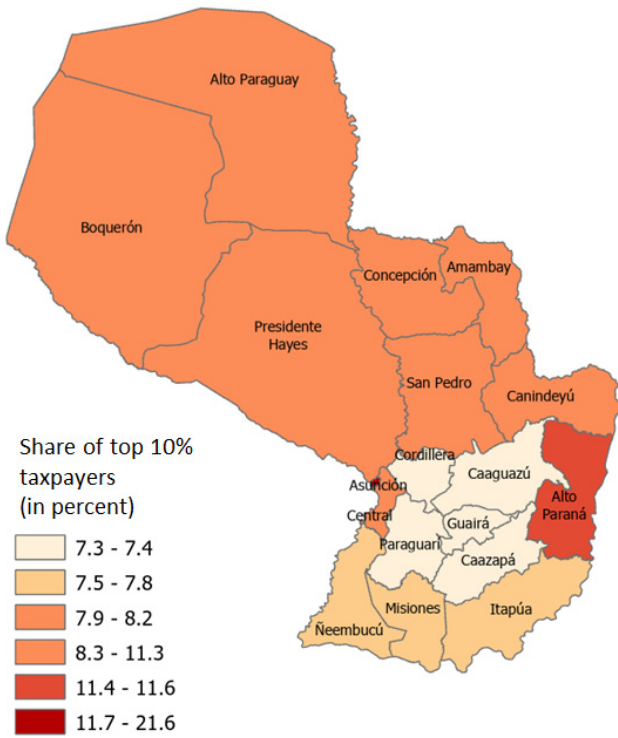 Alto Paraguay
Boquerón
Concepción
Amambay
Presidente
Hayes
San Pedro
Canindeyú
Share of top 10%
taxpayers
(in percent)
Cordillera
Caaguazú
Asunción
Alto
Paraná
Central
Guairá
Paraguarí
Caazapá
7.3 - 7.4
7.5 - 7.8
Misiones
Itapúa
Ñeembucú
7.9 - 8.2
8.3 - 11.3
11.4 - 11.6
11.7 - 21.6